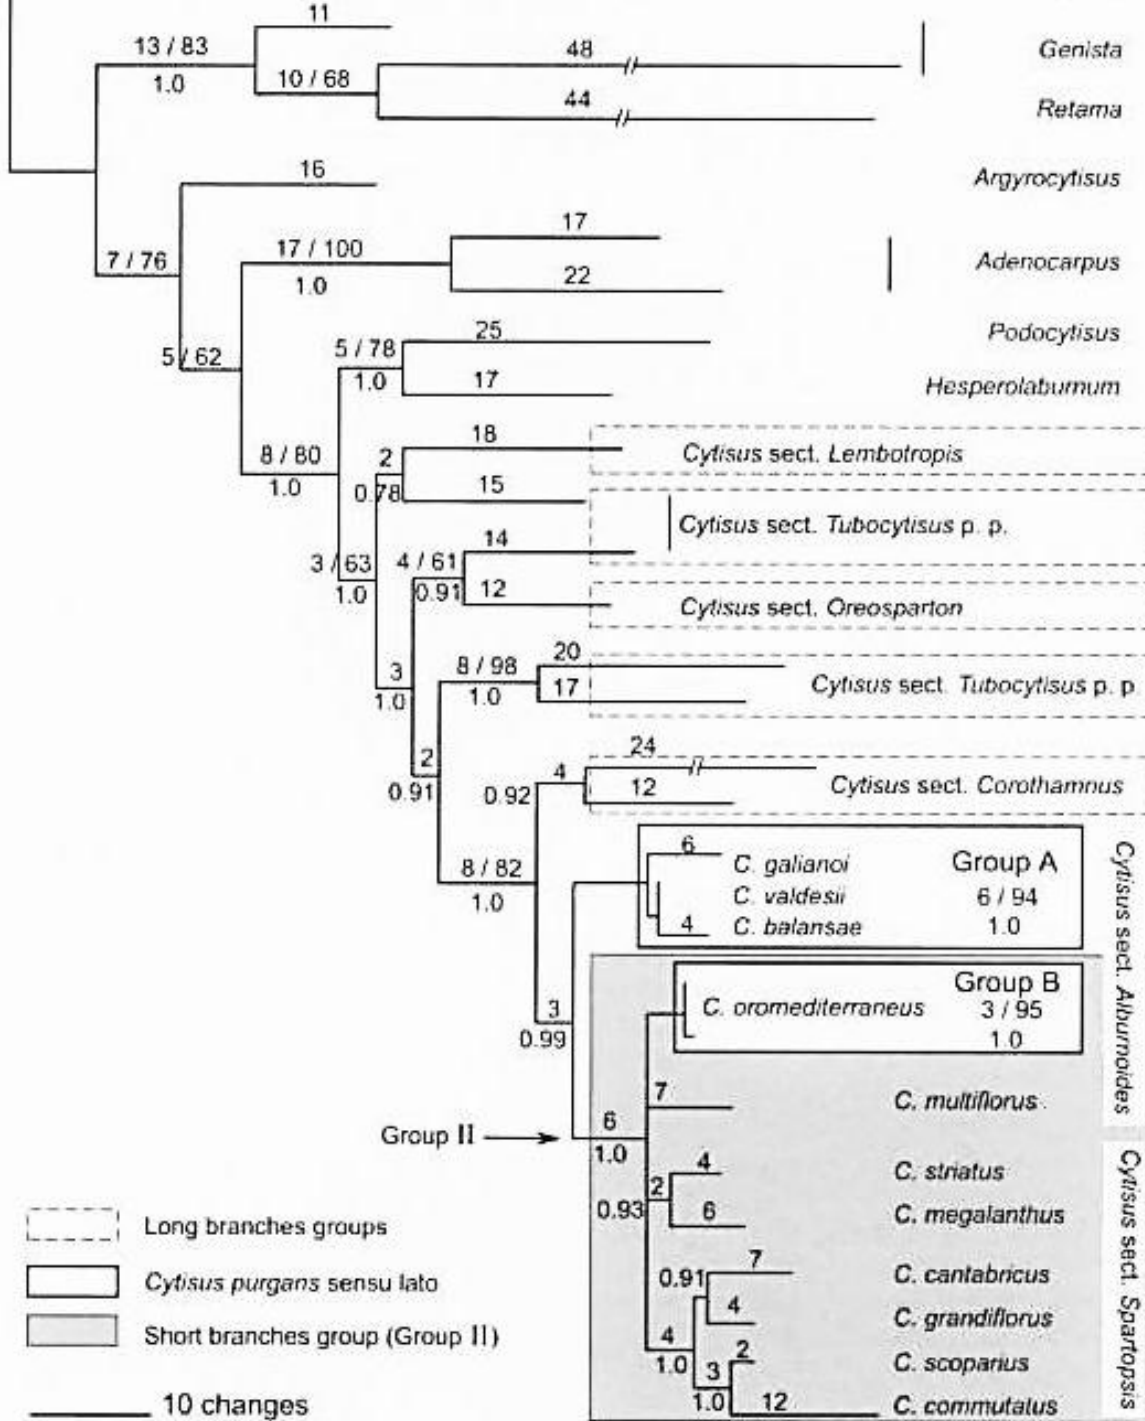 11
13 / 83
1.0
10 / 68
48
Genista
44
Retama
16
Argyrocytisus
7 / 76
17 / 100
1.0
17
22
Adenocarpus
5 / 62
5 / 78
1.0
25
Podocytisus
17
Hesperolaburnum
8 / 80
1.0
2
0.78
18
Cytisus sect. Lembotropis
15
Cytisus sect. Tubocytisus p. p.
3 / 63
1.0
4 / 61
0.91
14
12
Cytisus sect. Oreosparton
3
1.0
8 / 98
1.0
20
17
Cytisus sect. Tubocytisus p. p.
2
0.91
4
0.92
24
12
Cytisus sect. Corothamnus
8 / 82
1.0
6
C. galianoi
Group A
C. valdesii
6 / 94
4
C. balansae
1.0
Cytisus sect. Alburnoides
3
0.99
Group B
C. oromediterraneus
3 / 95
1.0
7
C. multiflorus
Group II
6
1.0
4
C. striatus
2
0.93
6
C. megalanthus
Cytisus sect. Spartopsis
0.91
7
C. cantabricus
4
C. grandiflorus
4
1.0
2
C. scoparius
3
1.0
12
C. commutatus
Long branches groups
Cytisus purgans sensu lato
Short branches group (Group II)
10 changes